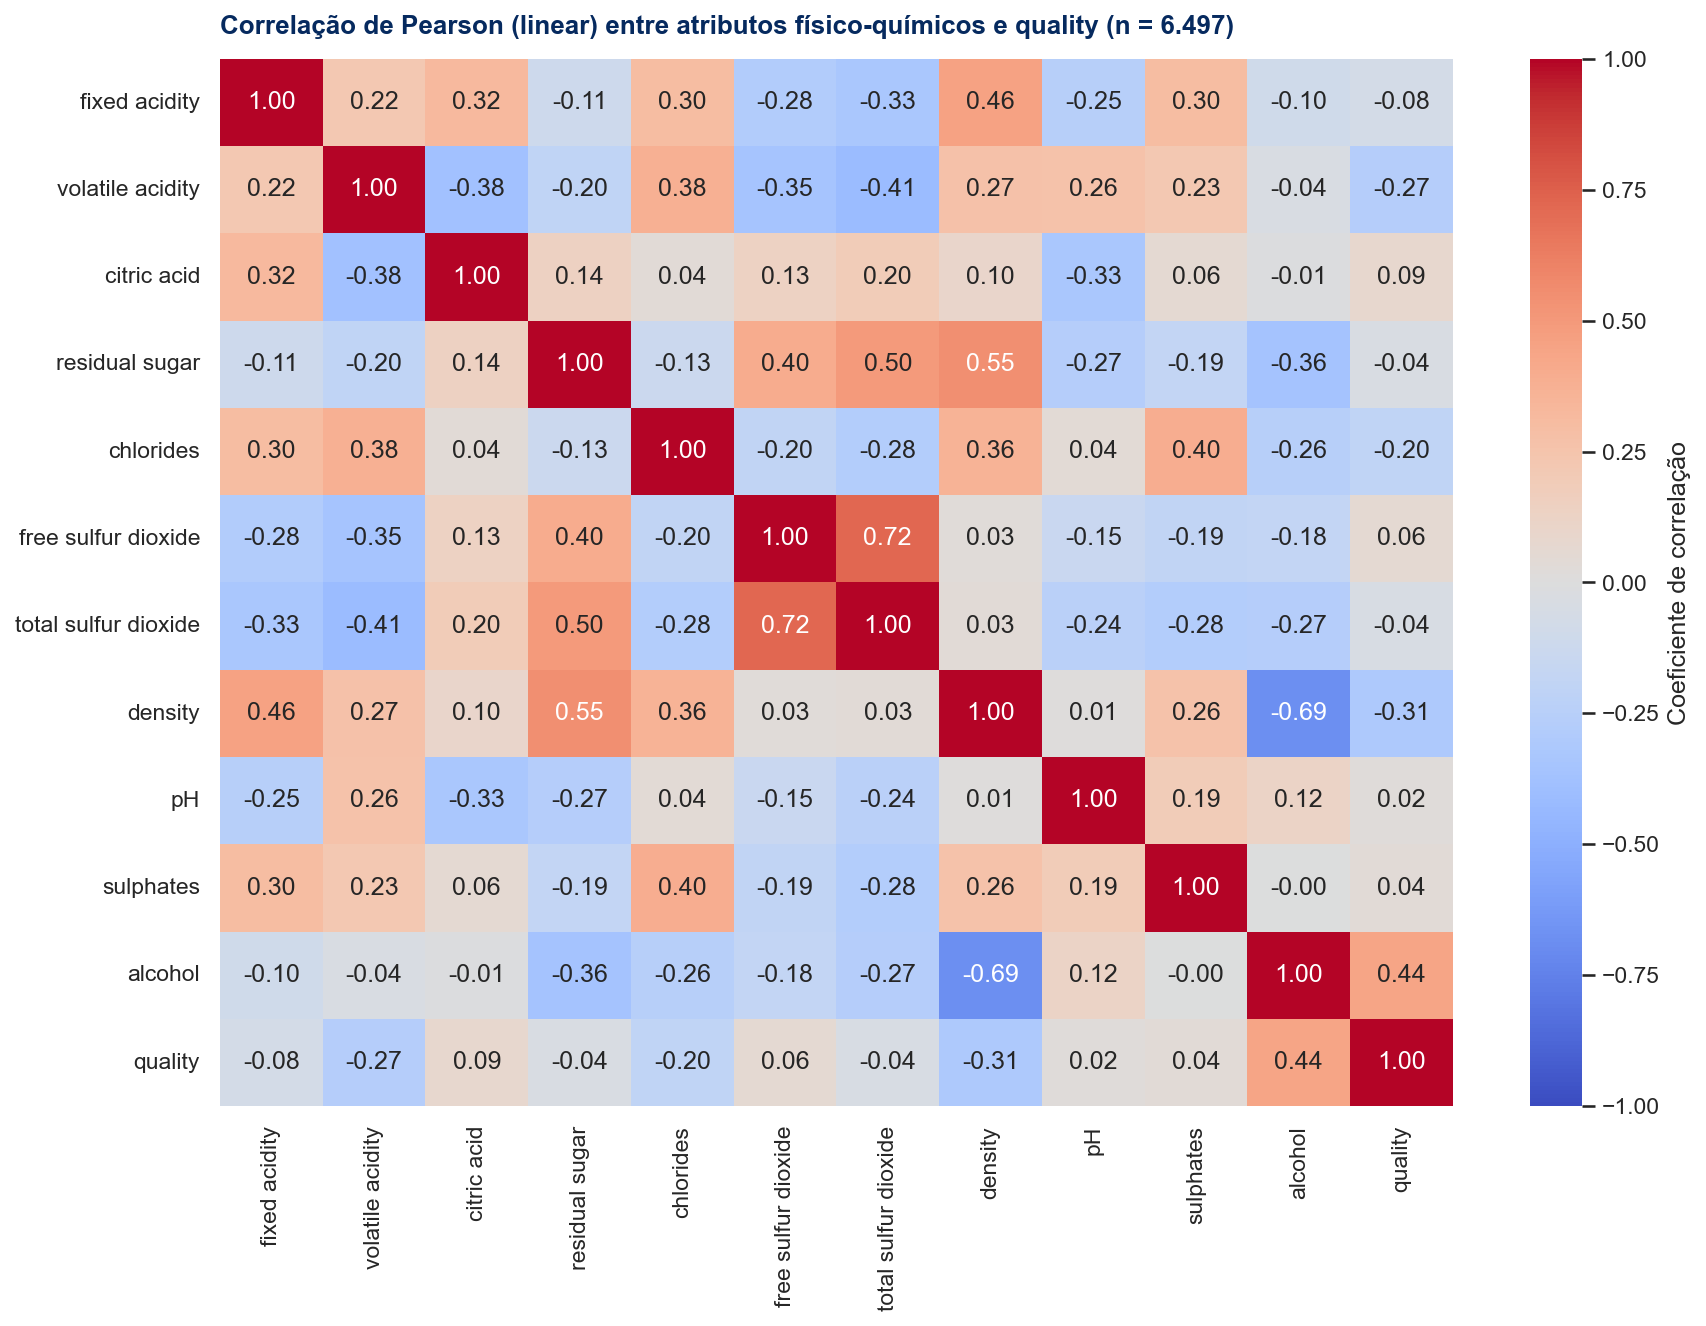 Correlação de Pearson (linear) entre atributos físico-químicos e quality (n = 6.497)
fixed acidity 1.00 0.22 0.32 -0.11 0.30 -0.28 -0.33 0.46 -0.25 0.30 -0.10 -0.08
volatile acidity 0.22 1.00 -0.38 -0.20 0.38 -0.35 -0.41 0.27 0.26 0.23 -0.04 -0.27
citric acid 0.32 -0.38 1.00 0.14 0.04 0.13 0.20 0.10 -0.33 0.06 -0.01 0.09
residual sugar -0.11 -0.20 0.14 1.00 -0.13 0.40 0.50 0.55 -0.27 -0.19 -0.36 -0.04
chlorides 0.30 0.38 0.04 -0.13 1.00 -0.20 -0.28 0.36 0.04 0.40 -0.26 -0.20
free sulfur dioxide -0.28 -0.35 0.13 0.40 -0.20 1.00 0.72 0.03 -0.15 -0.19 -0.18 0.06
total sulfur dioxide -0.33 -0.41 0.20 0.50 -0.28 0.72 1.00 0.03 -0.24 -0.28 -0.27 -0.04
density 0.46 0.27 0.10 0.55 0.36 0.03 0.03 1.00 0.01 0.26 -0.69 -0.31
pH -0.25 0.26 -0.33 -0.27 0.04 -0.15 -0.24 0.01 1.00 0.19 0.12 0.02
sulphates 0.30 0.23 0.06 -0.19 0.40 -0.19 -0.28 0.26 0.19 1.00 -0.00 0.04
alcohol -0.10 -0.04 -0.01 -0.36 -0.26 -0.18 -0.27 -0.69 0.12 -0.00 1.00 0.44
quality -0.08 -0.27 0.09 -0.04 -0.20 0.06 -0.04 -0.31 0.02 0.04 0.44 1.00
fixed acidity
volatile acidity
citric acid
residual sugar
chlorides
free sulfur dioxide
total sulfur dioxide
density
pH
sulphates
alcohol
quality
1.00
0.75
0.50
0.25
0.00
−0.25
−0.50
−0.75
−1.00
Coeficiente de correlação